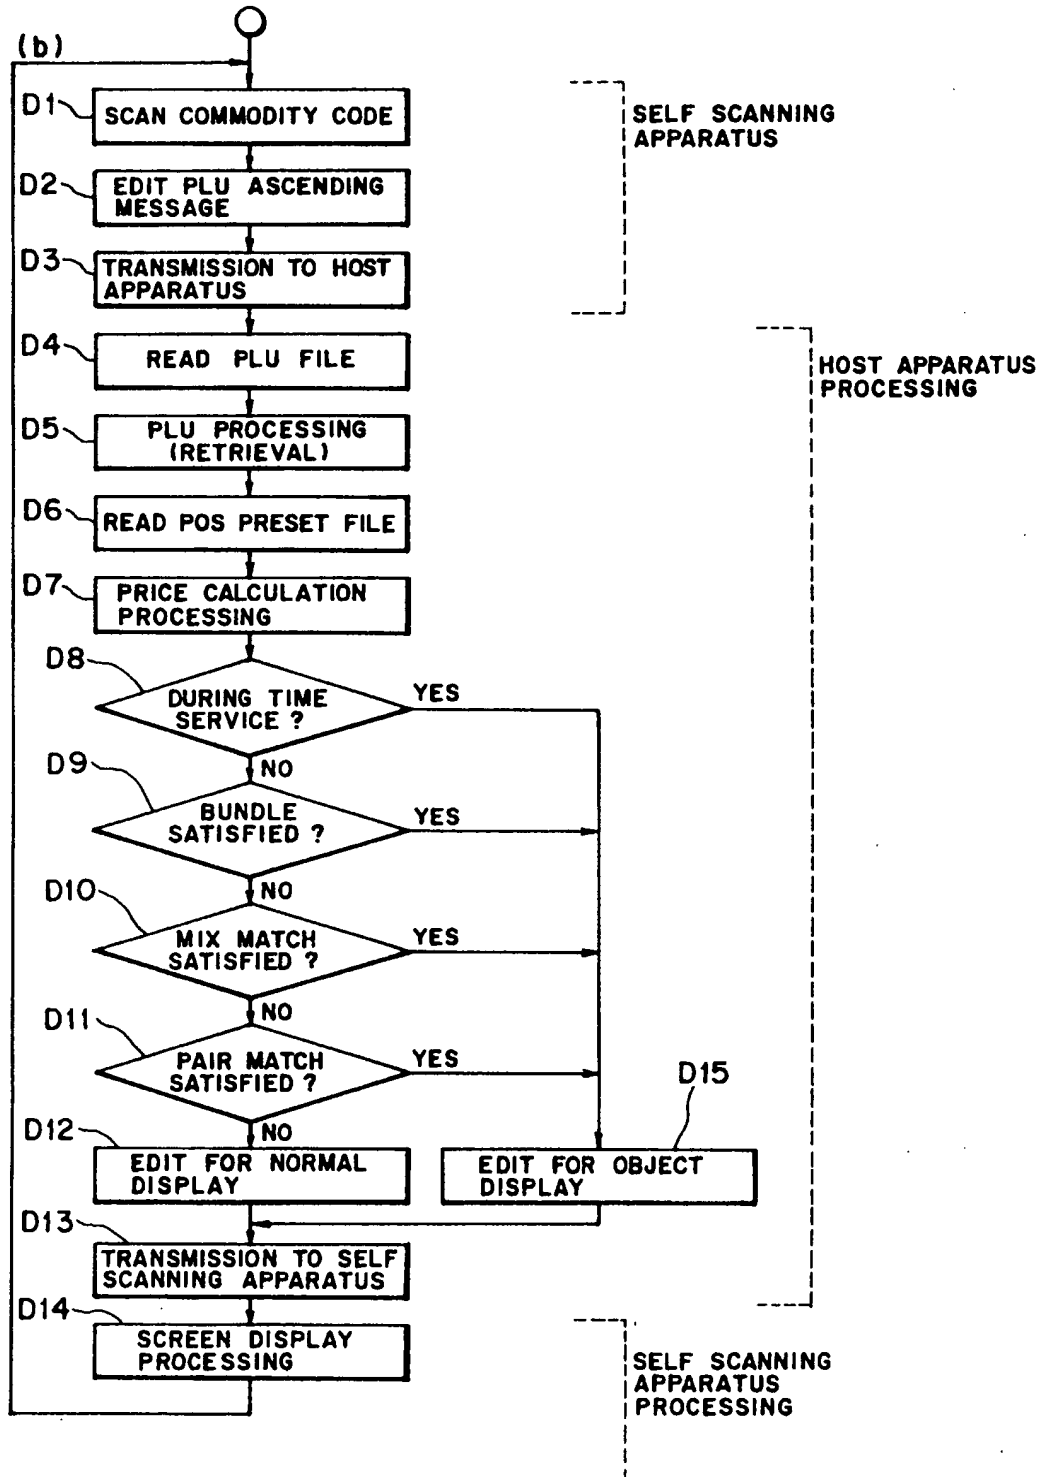 (b)
D1
SCAN COMMODITY CODE
SELF SCANNING
APPARATUS
D2
EDIT PLU ASCENDING
MESSAGE
D3
TRANSMISSION TO HOST
APPARATUS
D4
READ PLU FILE
HOST APPARATUS
PROCESSING
D5
PLU PROCESSING
(RETRIEVAL)
D6
READ POS PRESET FILE
D7
PRICE CALCULATION
PROCESSING
D8
DURING TIME
SERVICE ?
YES
NO
D9
BUNDLE
SATISFIED ?
YES
NO
D10
MIX MATCH
SATISFIED ?
YES
NO
D11
PAIR MATCH
SATISFIED ?
YES
NO
D12
EDIT FOR NORMAL
DISPLAY
D15
EDIT FOR OBJECT
DISPLAY
D13
TRANSMISSION TO SELF
SCANNING APPARATUS
D14
SCREEN DISPLAY
PROCESSING
SELF SCANNING
APPARATUS
PROCESSING